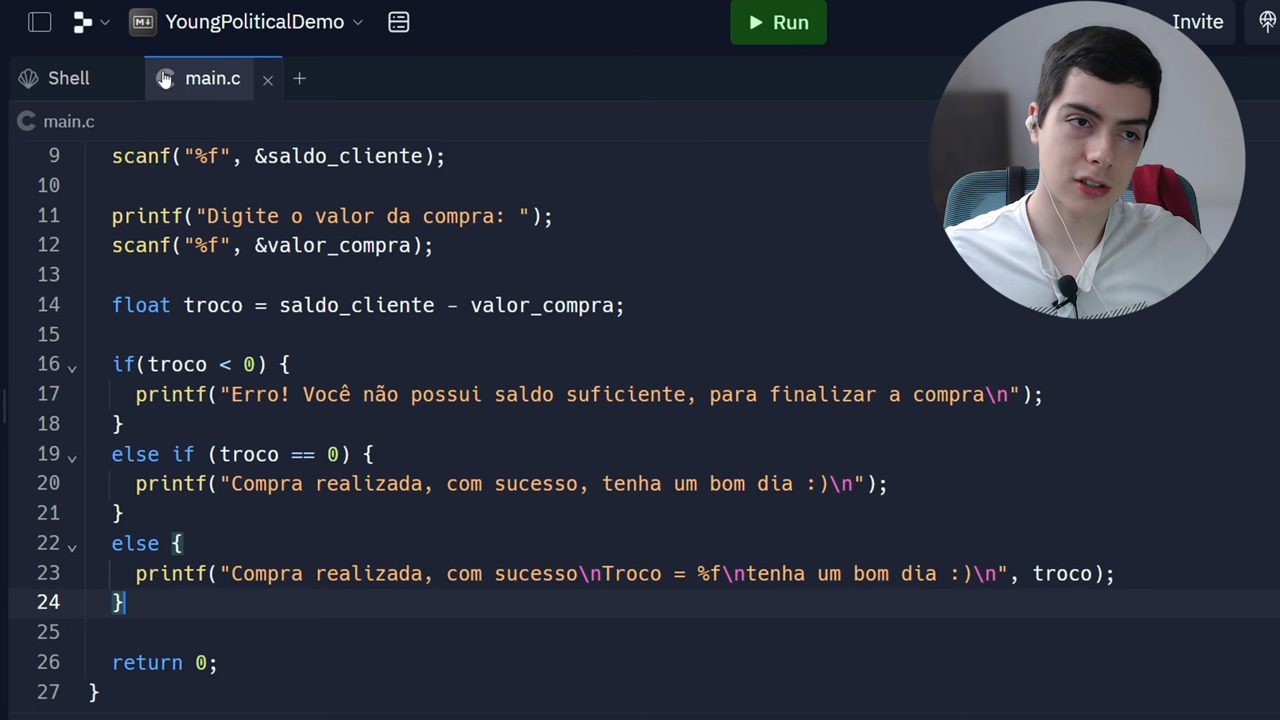 YoungPoliticalDemo
Run
Invite
Shell
main.c
main.c
9 scanf("%f", &saldo_cliente);
10
11 printf("Digite o valor da compra: ");
12 scanf("%f", &valor_compra);
13
14 float troco = saldo_cliente - valor_compra;
15
16 if(troco < 0) {
17 printf("Erro! Você não possui saldo suficiente, para finalizar a compra\n");
18 }
19 else if (troco == 0) {
20 printf("Compra realizada, com sucesso, tenha um bom dia :)\n");
21 }
22 else {
23 printf("Compra realizada, com sucesso\nTroco = %f\ntenha um bom dia :)\n", troco);
24 }
25
26 return 0;
27 }